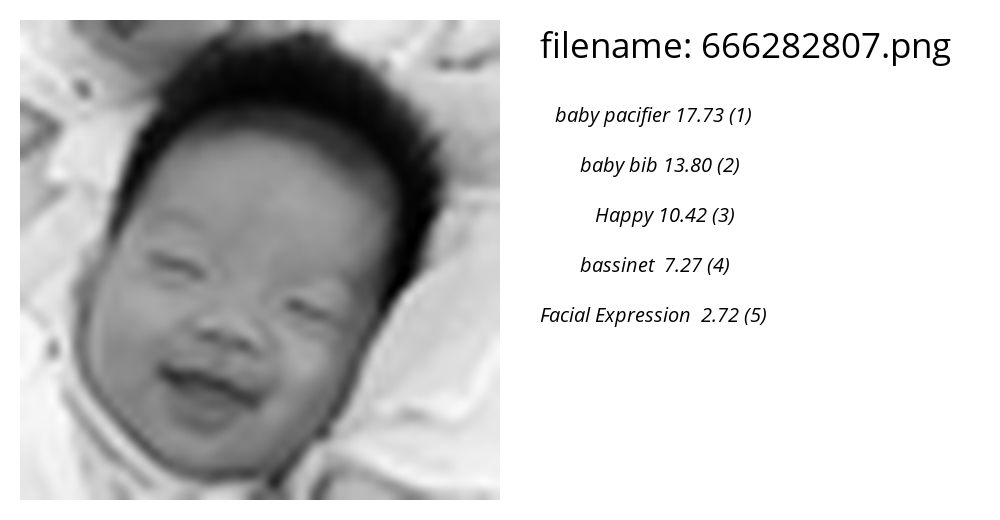 filename: 666282807.png
baby pacifier 17.73 (1)
baby bib 13.80 (2)
Happy 10.42 (3)
bassinet 7.27 (4)
Facial Expression 2.72 (5)